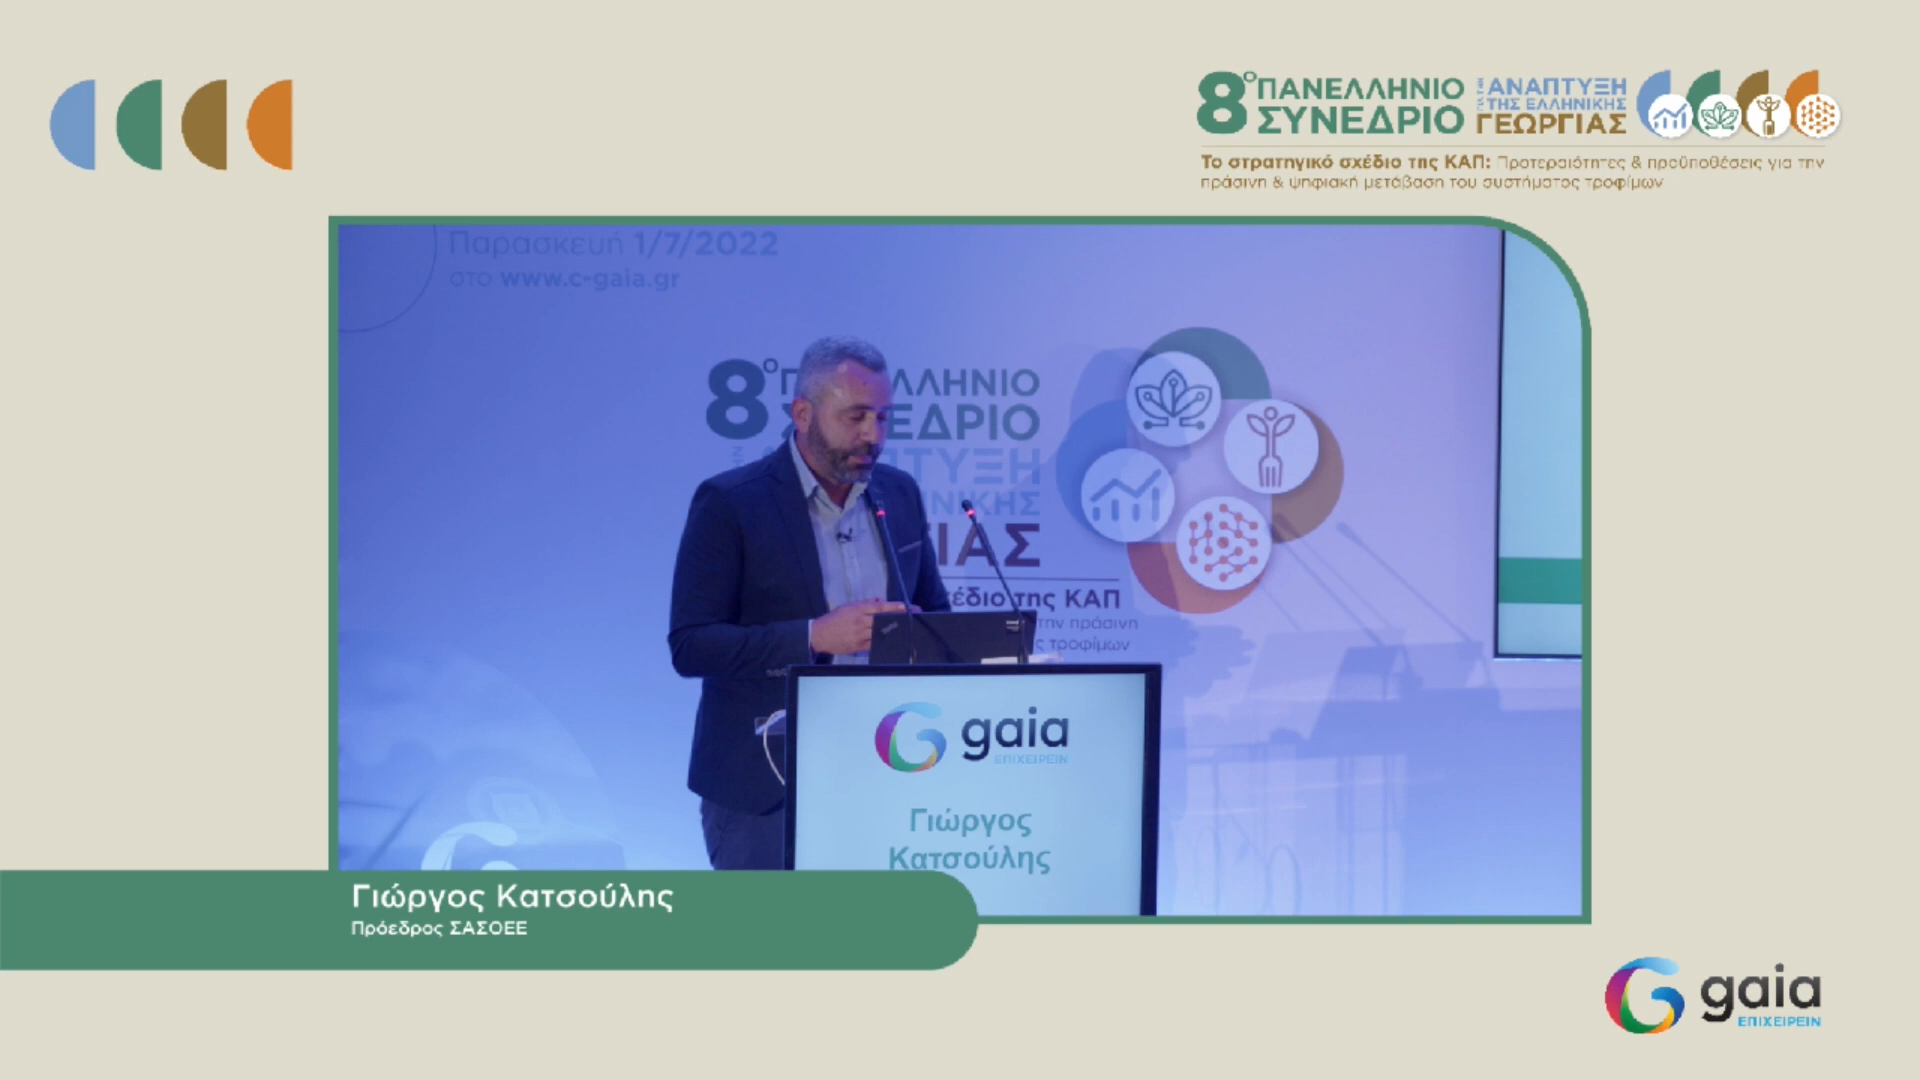 8ο ΠΑΝΕΛΛΗΝΙΟ
ΣΥΝΕΔΡΙΟ
ΑΝΑΠΤΥΞΗ
ΤΗΣ ΕΛΛΗΝΙΚΗΣ
ΓΕΩΡΓΙΑΣ
Το στρατηγικό σχέδιο της ΚΑΠ: Προτεραιότητες & προϋποθέσεις για την
πράσινη & ψηφιακή μετάβαση του συστήματος τροφίμων
Παρασκευή 1/7/2022
στο www.c-gaia.gr
8ο Π ΛΛΗΝΙΟ
ΕΔΡΙΟ
ΤΥΞΗ
ΝΙΚΗΣ
ΙΑΣ
χέδιο της ΚΑΠ
την πράσινη
ς τροφίμων
gaia
ΕΠΙΧΕΙΡΕΙΝ
Γιώργος
Κατσούλης
Γιώργος Κατσούλης
Πρόεδρος ΣΑΣΟΕΕ
gaia
ΕΠΙΧΕΙΡΕΙΝ